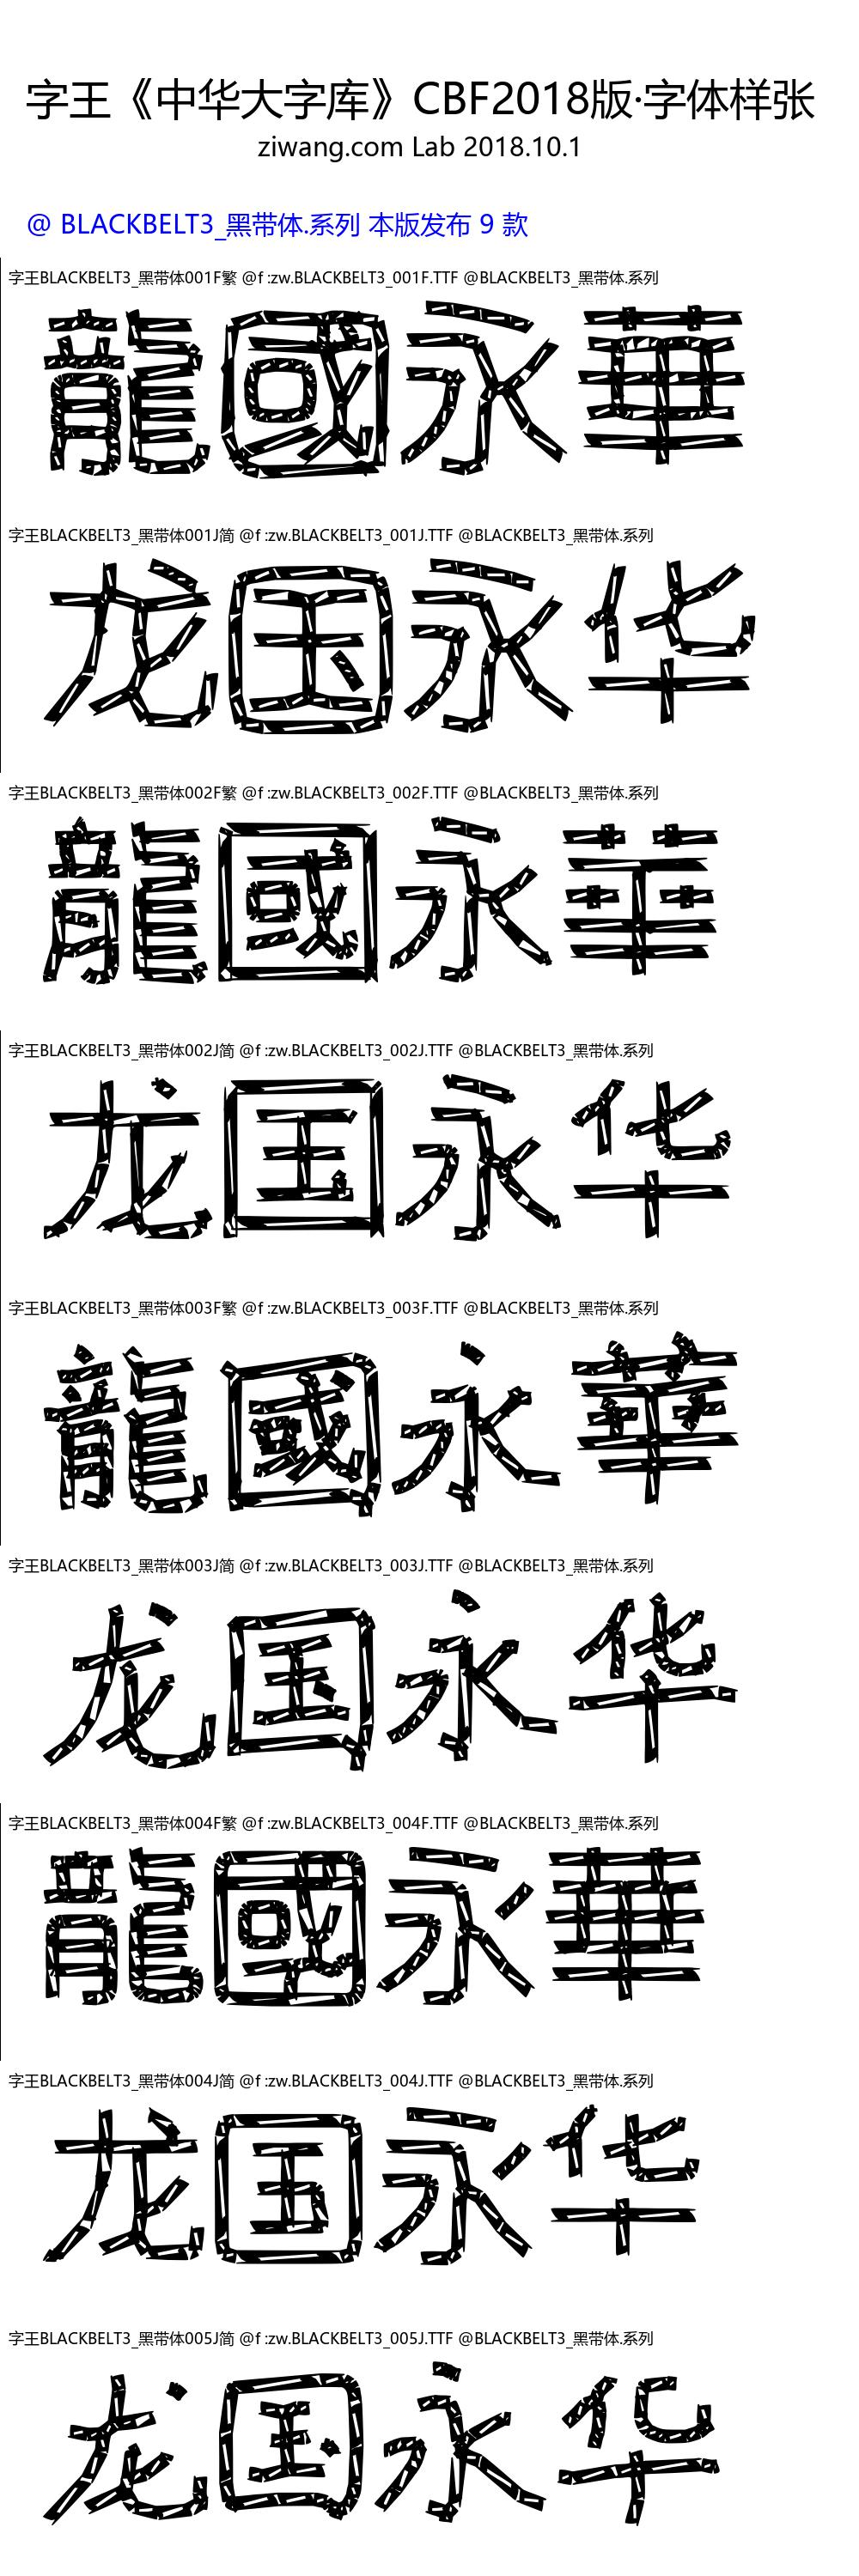 字王《中华大字库》CBF2018版·字体样张
ziwang.com Lab 2018.10.1
@ BLACKBELT3_黑带体.系列 本版发布 9 款
字王BLACKBELT3_黑带体001F繁 @f :zw.BLACKBELT3_001F.TTF @BLACKBELT3_黑带体.系列
龍國永華
字王BLACKBELT3_黑带体001J简 @f :zw.BLACKBELT3_001J.TTF @BLACKBELT3_黑带体.系列
龙国永华
字王BLACKBELT3_黑带体002F繁 @f :zw.BLACKBELT3_002F.TTF @BLACKBELT3_黑带体.系列
龍國永華
字王BLACKBELT3_黑带体002J简 @f :zw.BLACKBELT3_002J.TTF @BLACKBELT3_黑带体.系列
龙国永华
字王BLACKBELT3_黑带体003F繁 @f :zw.BLACKBELT3_003F.TTF @BLACKBELT3_黑带体.系列
龍國永華
字王BLACKBELT3_黑带体003J简 @f :zw.BLACKBELT3_003J.TTF @BLACKBELT3_黑带体.系列
龙国永华
字王BLACKBELT3_黑带体004F繁 @f :zw.BLACKBELT3_004F.TTF @BLACKBELT3_黑带体.系列
龍國永華
字王BLACKBELT3_黑带体004J简 @f :zw.BLACKBELT3_004J.TTF @BLACKBELT3_黑带体.系列
龙国永华
字王BLACKBELT3_黑带体005J简 @f :zw.BLACKBELT3_005J.TTF @BLACKBELT3_黑带体.系列
龙国永华